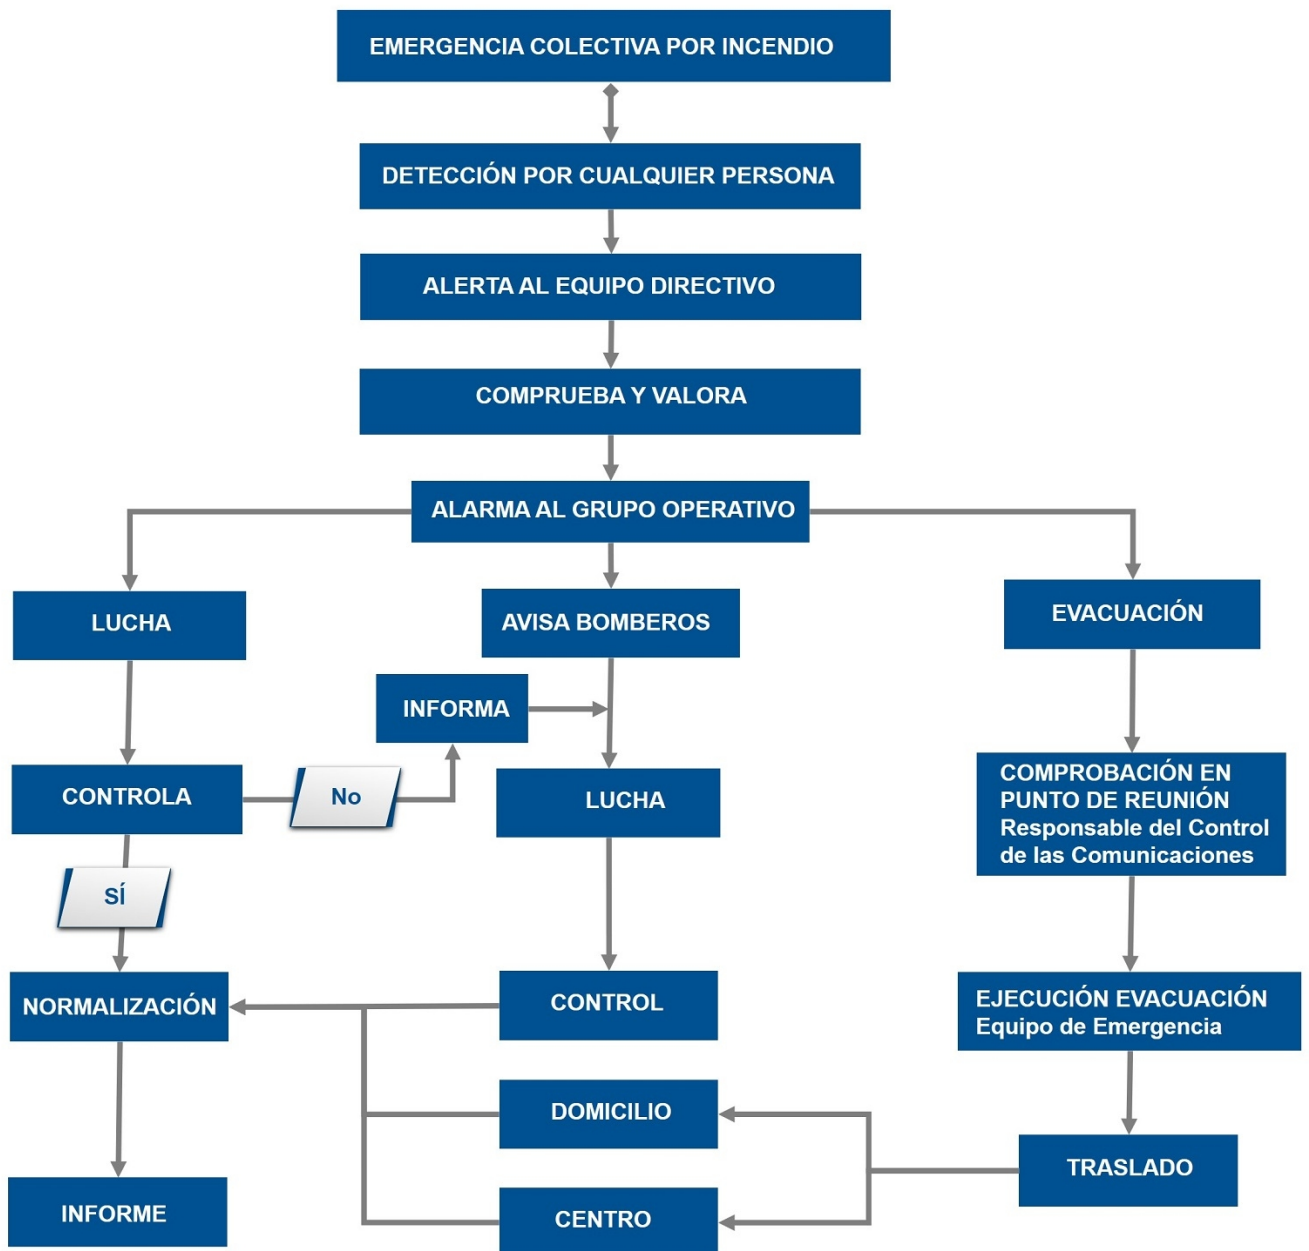 EMERGENCIA COLECTIVA POR INCENDIO
DETECCIÓN POR CUALQUIER PERSONA
ALERTA AL EQUIPO DIRECTIVO
COMPRUEBA Y VALORA
ALARMA AL GRUPO OPERATIVO
LUCHA
AVISA BOMBEROS
EVACUACIÓN
INFORMA
CONTROLA
No
LUCHA
COMPROBACIÓN EN
PUNTO DE REUNIÓN
Responsable del Control
de las Comunicaciones
SÍ
NORMALIZACIÓN
CONTROL
EJECUCIÓN EVACUACIÓN
Equipo de Emergencia
DOMICILIO
TRASLADO
INFORME
CENTRO